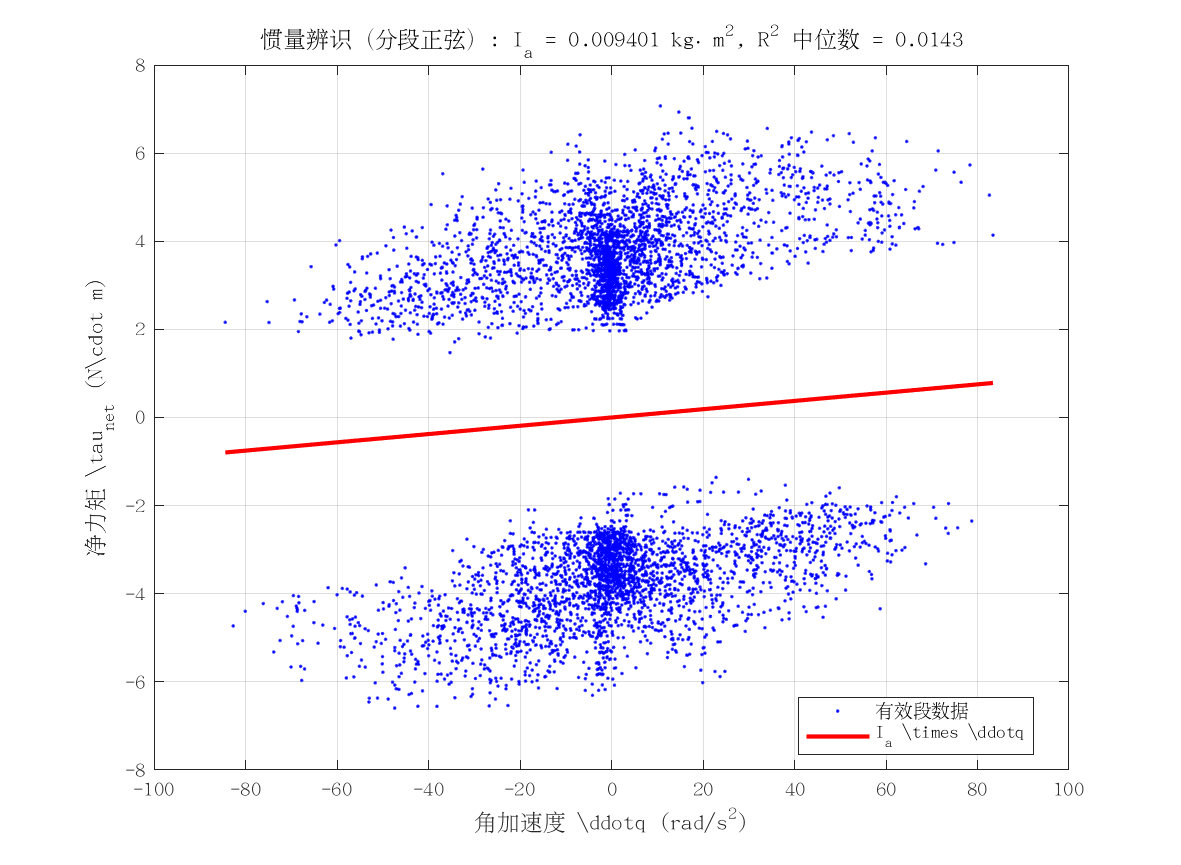 惯量辨识 (分段正弦) : I_a = 0.009401 kg· m^2, R^2 中位数 = 0.0143
8
6
4
2
0
-2
-4
-6
-8
净力矩 \tau_net (N\cdot m)
有效段数据
I_a \times \ddotq
-100 -80 -60 -40 -20 0 20 40 60 80 100
角加速度 \ddotq (rad/s^2)